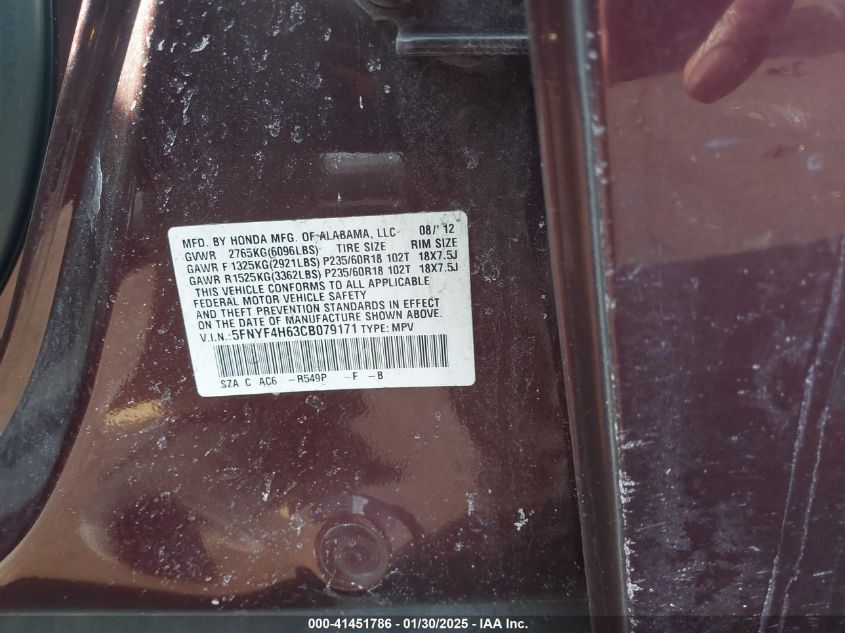 MFD. BY HONDA MFG. OF ALABAMA, LLC 08/'12
GVWR 2765KG(6096LBS) TIRE SIZE RIM SIZE
GAWR F 1325KG(2921LBS) P235/60R18 102T 18X7.5J
GAWR R1525KG(3362LBS) P235/60R18 102T 18X7.5J
THIS VEHICLE CONFORMS TO ALL APPLICABLE
FEDERAL MOTOR VEHICLE SAFETY
AND THEFT PREVENTION STANDARDS IN EFFECT
ON THE DATE OF MANUFACTURE SHOWN ABOVE.
V.I.N.:5FNYF4H63CB079171 TYPE: MPV
SZA C AC6 -R549P -F -B
000-41451786 — 01/30/2025 — IAA Inc.